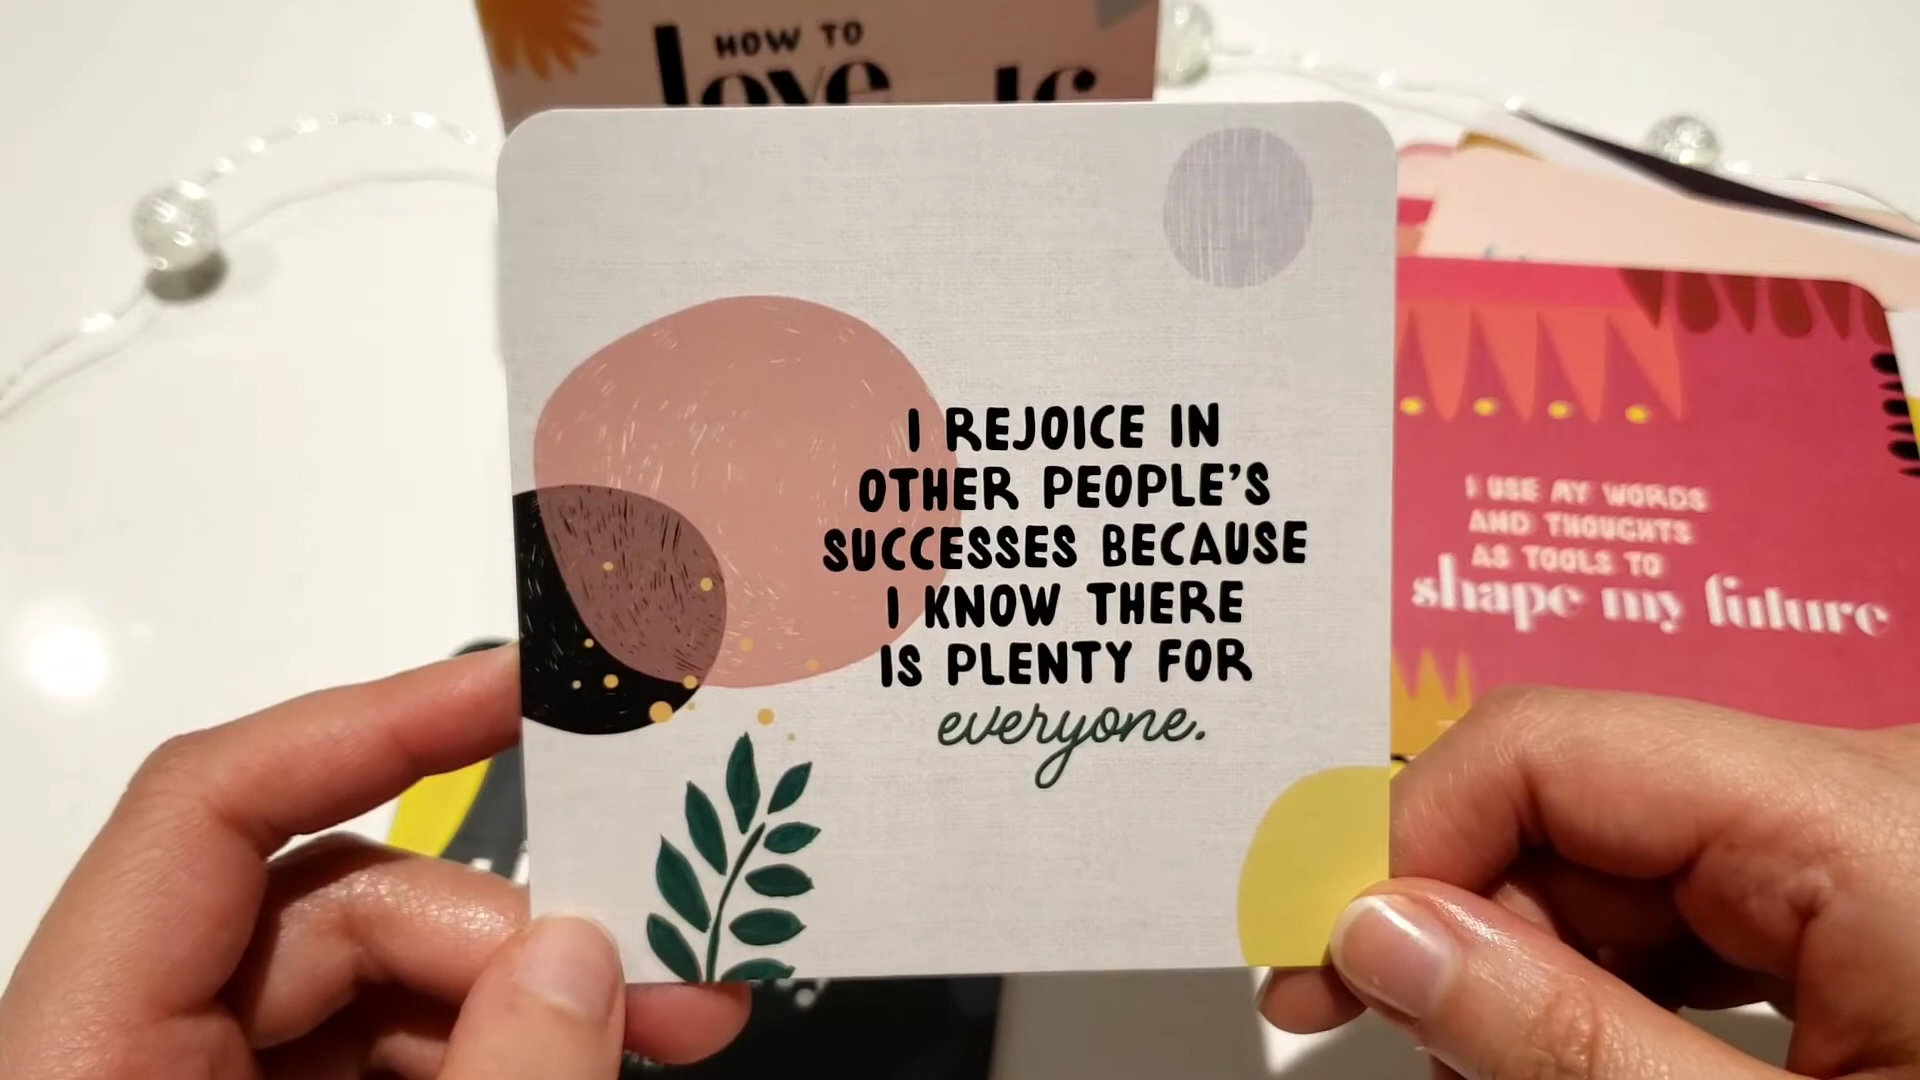 HOW TO
love
I REJOICE IN
OTHER PEOPLE'S
SUCCESSES BECAUSE
I KNOW THERE
IS PLENTY FOR
everyone.
I USE MY WORDS
AND THOUGHTS
AS TOOLS TO
shape my future